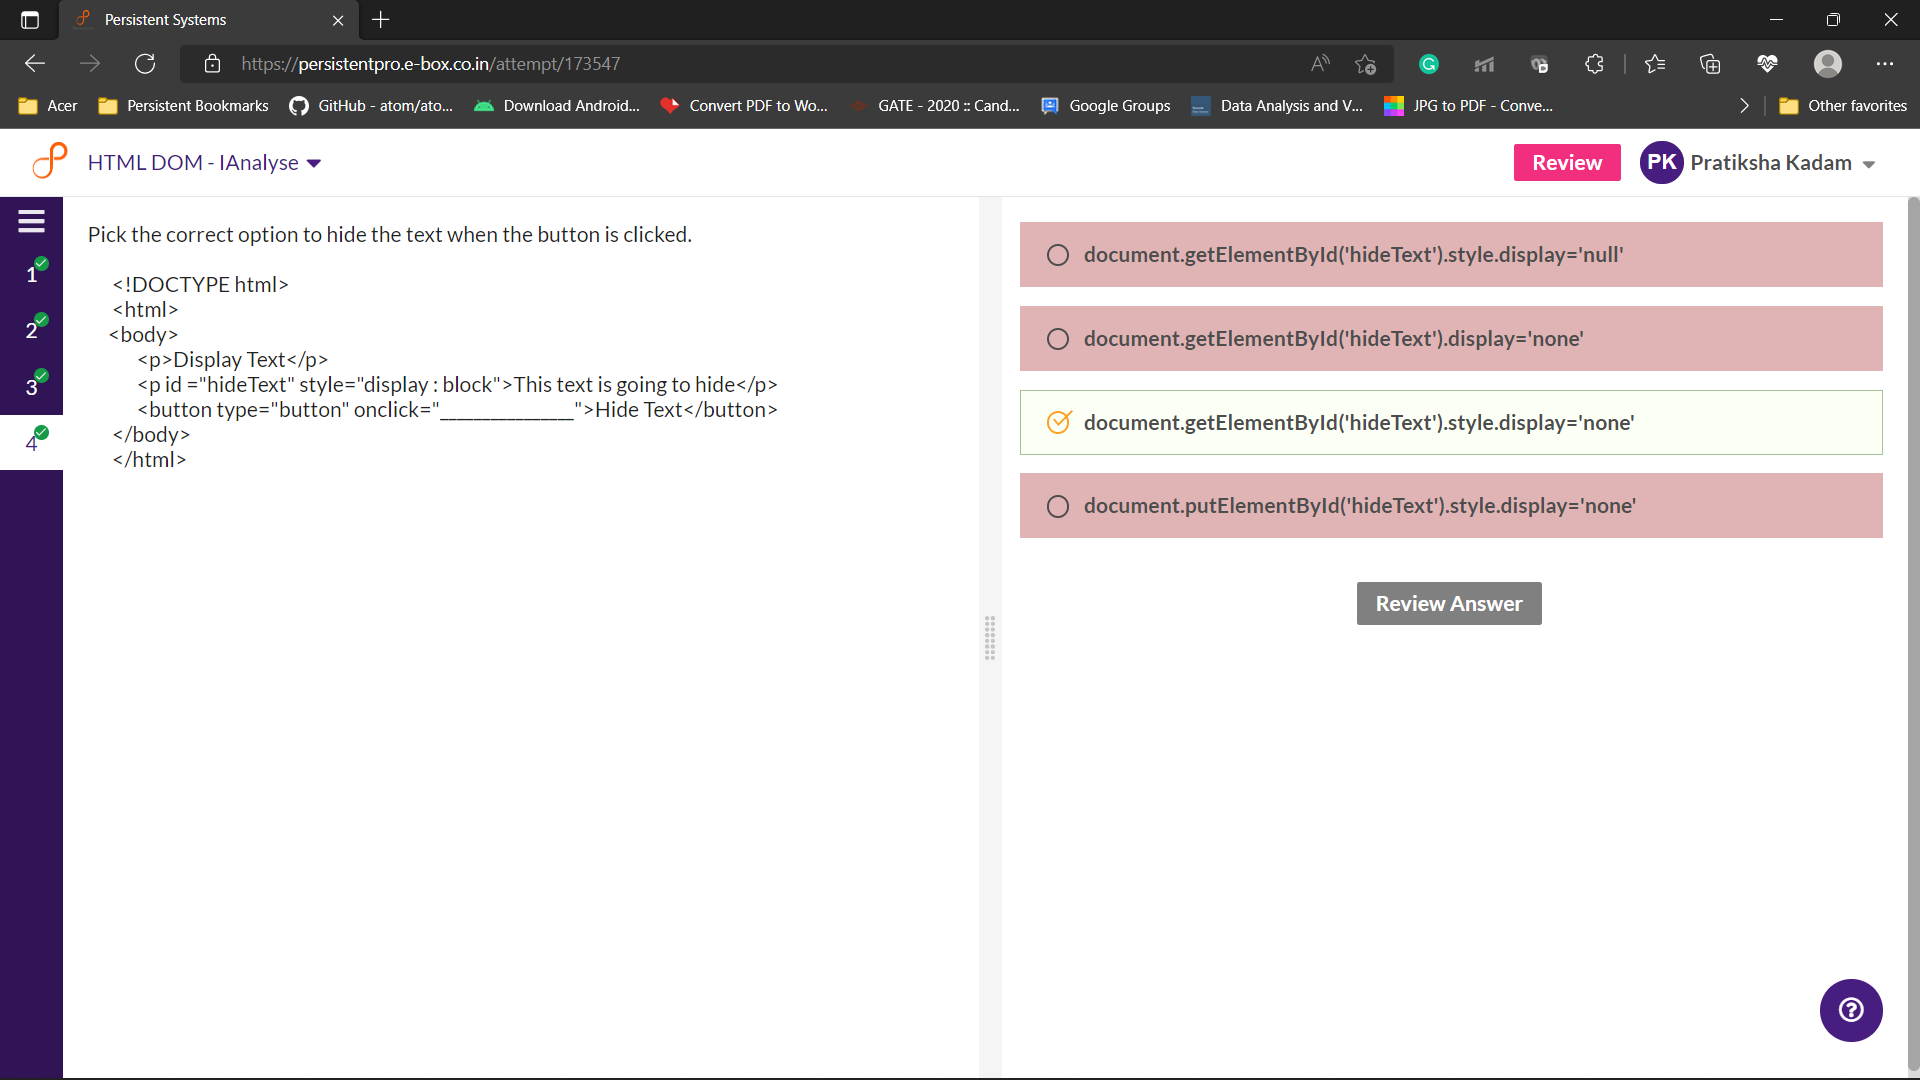 Persistent Systems
https://persistentpro.e-box.co.in/attempt/173547
Acer
Persistent Bookmarks
GitHub - atom/ato...
Download Android...
Convert PDF to Wo...
GATE - 2020 :: Cand...
Google Groups
Data Analysis and V...
JPG to PDF - Conve...
Other favorites
HTML DOM - IAnalyse
Review
PK
Pratiksha Kadam
1
2
3
4
Pick the correct option to hide the text when the button is clicked.
<!DOCTYPE html>
<html>
<body>
<p>Display Text</p>
<p id ="hideText" style="display : block">This text is going to hide</p>
<button type="button" onclick="________________">Hide Text</button>
</body>
</html>
document.getElementById('hideText').style.display='null'
document.getElementById('hideText').display='none'
document.getElementById('hideText').style.display='none'
document.putElementById('hideText').style.display='none'
Review Answer